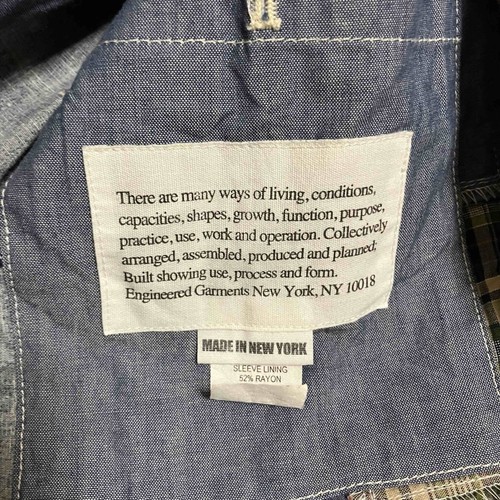 There are many ways of living, conditions,
capacities, shapes, growth, function, purpose,
practice, use, work and operation. Collectively
arranged, assembled, produced and planned;
Built showing use, process and form.
Engineered Garments New York, NY 10018
MADE IN NEW YORK
SLEEVE LINING
52% RAYON